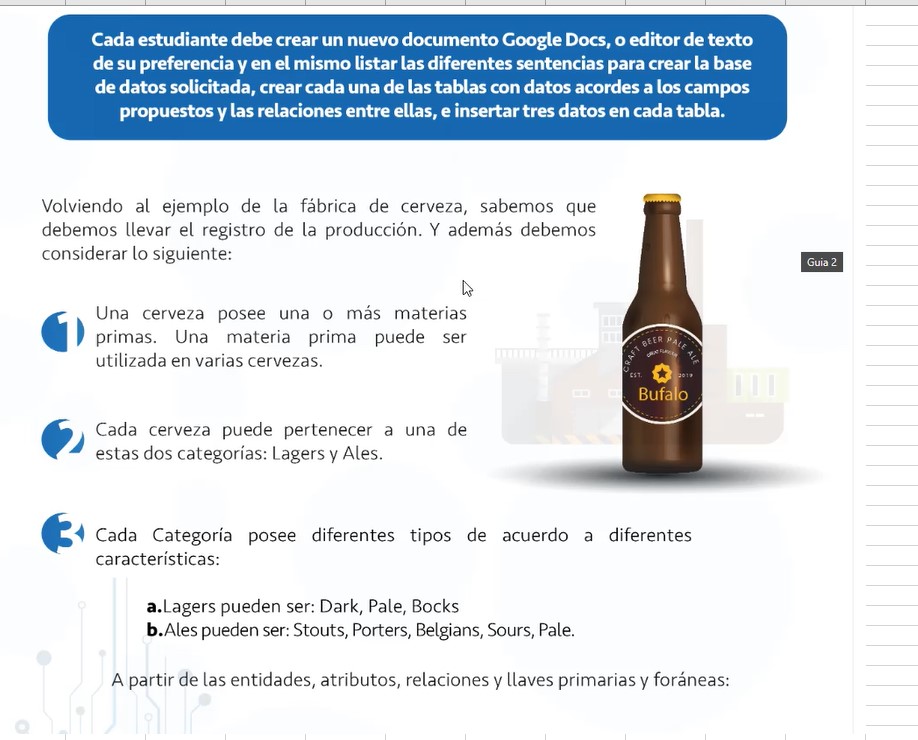 Cada estudiante debe crear un nuevo documento Google Docs, o editor de texto
de su preferencia y en el mismo listar las diferentes sentencias para crear la base
de datos solicitada, crear cada una de las tablas con datos acordes a los campos
propuestos y las relaciones entre ellas, e insertar tres datos en cada tabla.
Volviendo al ejemplo de la fábrica de cerveza, sabemos que
debemos llevar el registro de la producción. Y además debemos
considerar lo siguiente:
Guia 2
1
Una cerveza posee una o más materias
primas. Una materia prima puede ser
utilizada en varias cervezas.
CRAFT BEER PALE ALE
EST. 2019
Bufalo
2
Cada cerveza puede pertenecer a una de
estas dos categorías: Lagers y Ales.
3
Cada Categoría posee diferentes tipos de acuerdo a diferentes
características:
a.Lagers pueden ser: Dark, Pale, Bocks
b.Ales pueden ser: Stouts, Porters, Belgians, Sours, Pale.
A partir de las entidades, atributos, relaciones y llaves primarias y foráneas: